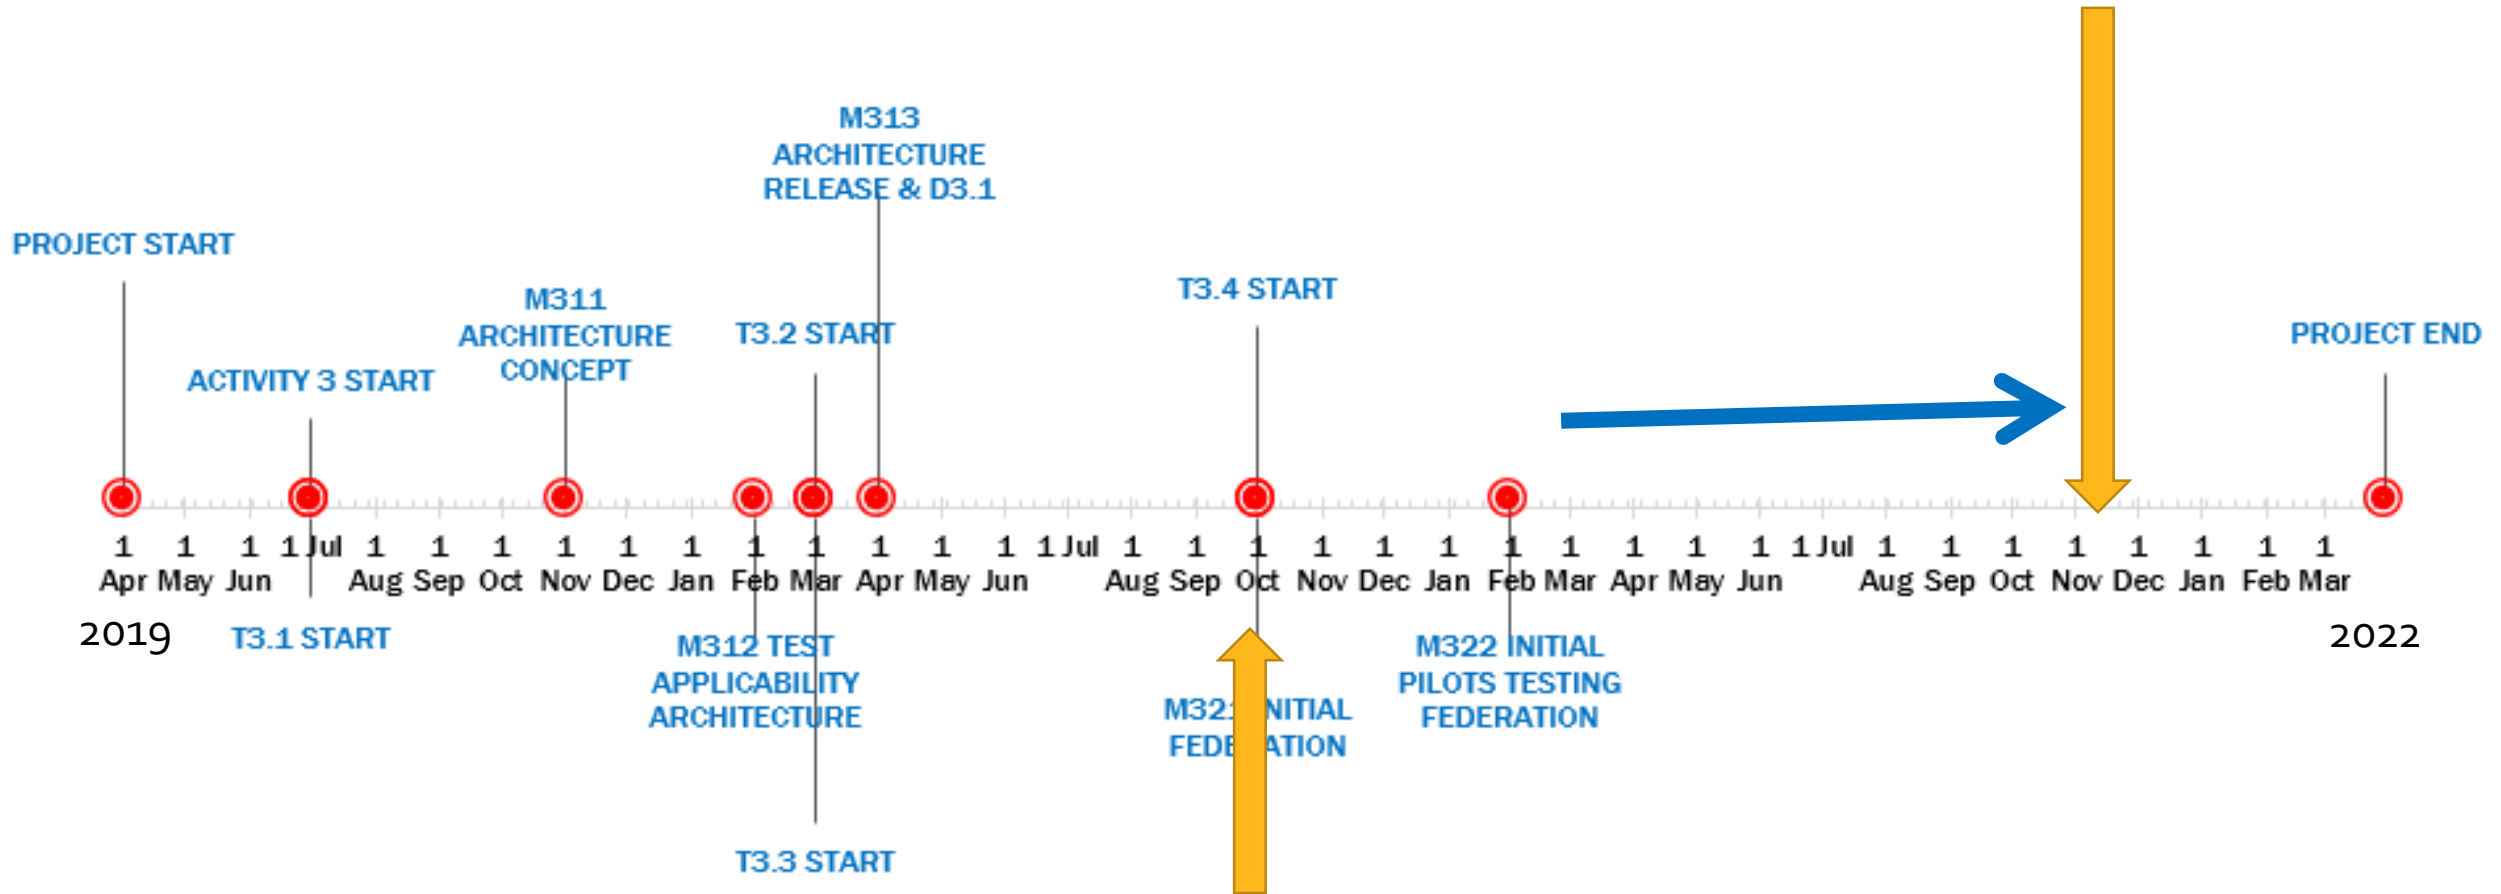 M313
ARCHITECTURE
RELEASE & D3.1
PROJECT START
T3.4 START
M311
ARCHITECTURE
CONCEPT
T3.2 START
PROJECT END
ACTIVITY 3 START
1 1 1 1 Jul 1 1 1 1 1 1 1 1 1 1 1 1 Jul 1 1 1 1 1 1 1 1 1 1 1 1 Jul 1 1 1 1 1 1 1 1
Apr May Jun Aug Sep Oct Nov Dec Jan Feb Mar Apr May Jun Aug Sep Oct Nov Dec Jan Feb Mar Apr May Jun Aug Sep Oct Nov Dec Jan Feb Mar
2019
T3.1 START
M312 TEST
APPLICABILITY
ARCHITECTURE
M321 INITIAL
FEDERATION
M322 INITIAL
PILOTS TESTING
FEDERATION
2022
T3.3 START